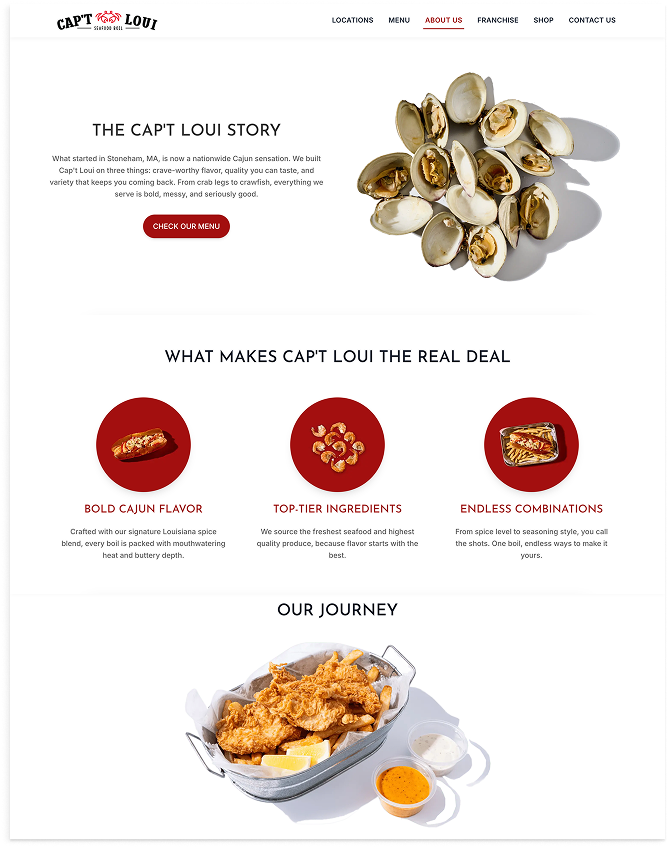 CAP'T LOUI
SEAFOOD BOIL
LOCATIONS MENU ABOUT US FRANCHISE SHOP CONTACT US
THE CAP'T LOUI STORY
What started in Stoneham, MA, is now a nationwide Cajun sensation. We built
Cap't Loui on three things: crave-worthy flavor, quality you can taste, and
variety that keeps you coming back. From crab legs to crawfish, everything we
serve is bold, messy, and seriously good.
CHECK OUR MENU
WHAT MAKES CAP'T LOUI THE REAL DEAL
BOLD CAJUN FLAVOR
Crafted with our signature Louisiana spice
blend, every boil is packed with mouthwatering
heat and buttery depth.
TOP-TIER INGREDIENTS
We source the freshest seafood and highest
quality produce, because flavor starts with the
best.
ENDLESS COMBINATIONS
From spice level to seasoning style, you call
the shots. One boil, endless ways to make it
yours.
OUR JOURNEY